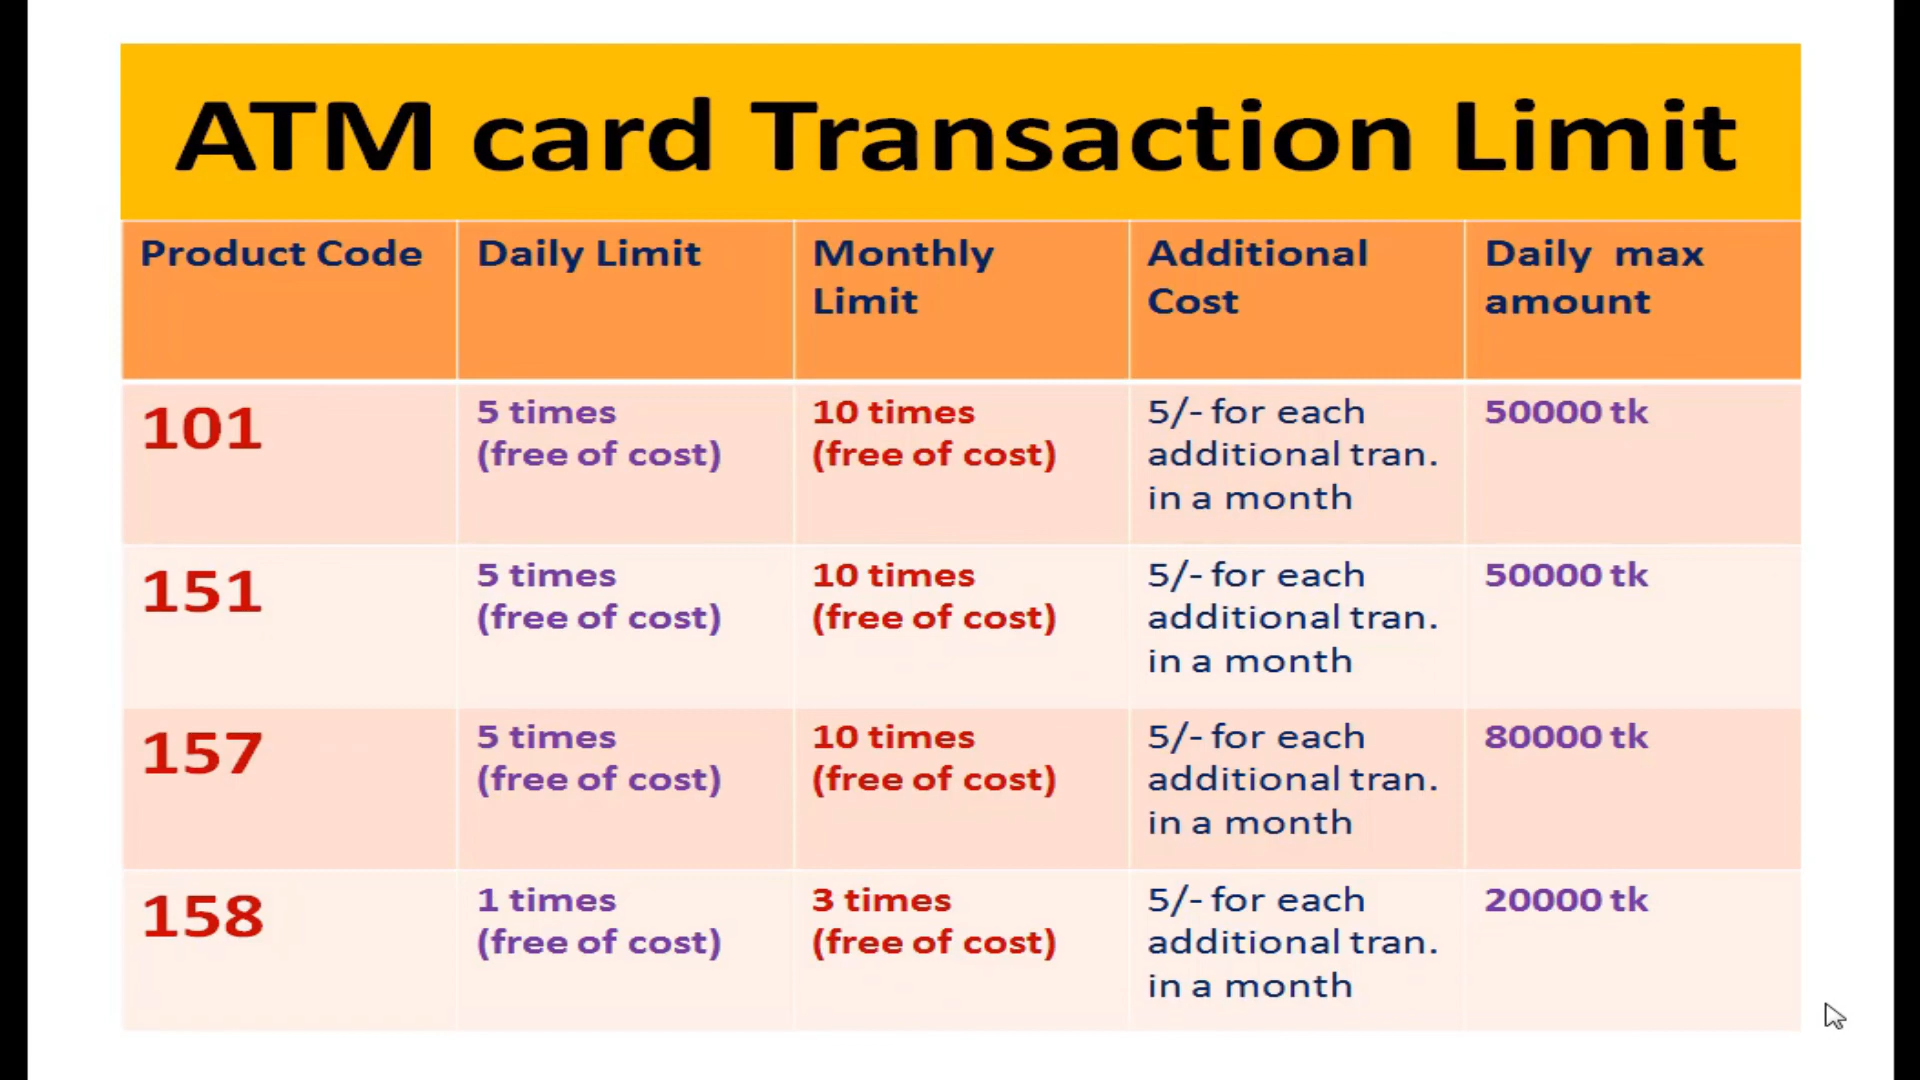 ATM card Transaction Limit
Product Code
Daily Limit
Monthly
Limit
Additional
Cost
Daily max
amount
101
5 times
(free of cost)
10 times
(free of cost)
5/- for each
additional tran.
in a month
50000 tk
151
5 times
(free of cost)
10 times
(free of cost)
5/- for each
additional tran.
in a month
50000 tk
157
5 times
(free of cost)
10 times
(free of cost)
5/- for each
additional tran.
in a month
80000 tk
158
1 times
(free of cost)
3 times
(free of cost)
5/- for each
additional tran.
in a month
20000 tk